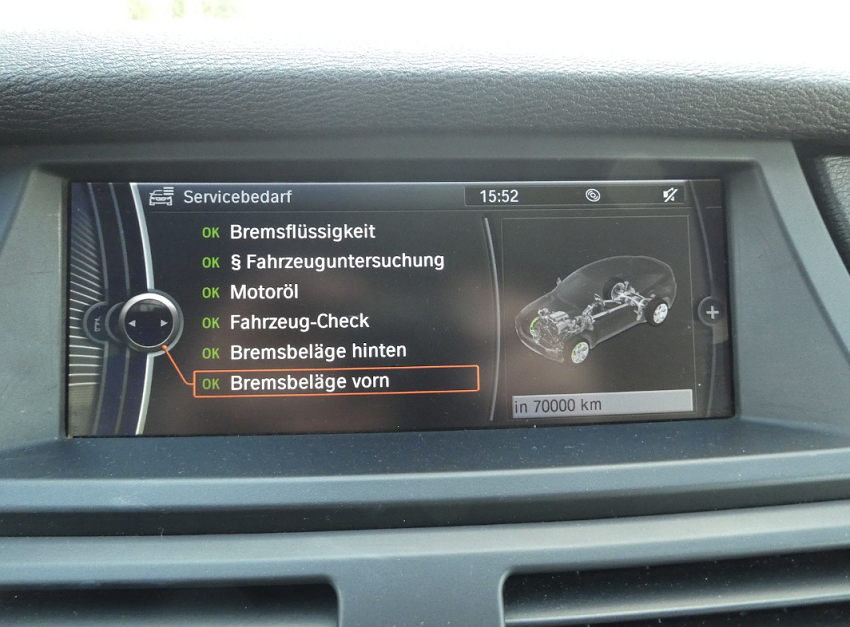 Servicebedarf
15:52
OK Bremsflüssigkeit
OK § Fahrzeuguntersuchung
OK Motoröl
OK Fahrzeug-Check
OK Bremsbeläge hinten
OK Bremsbeläge vorn
in 70000 km